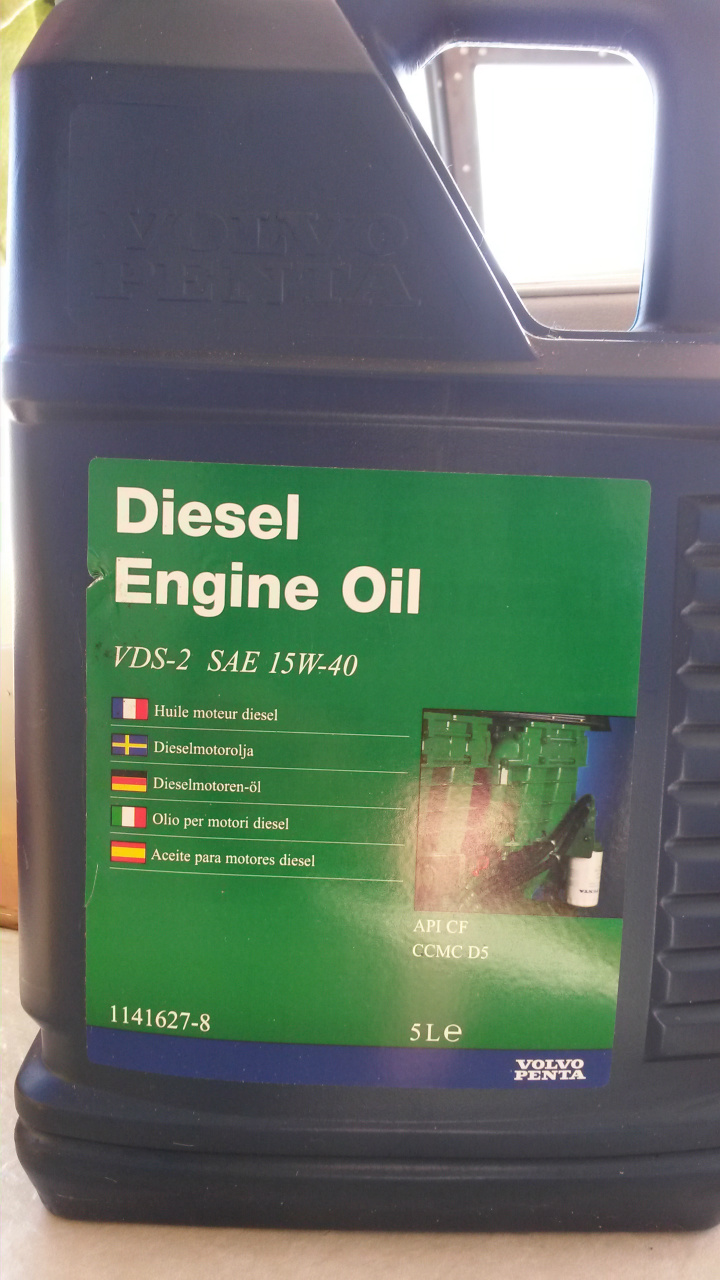 VOLVO
PENTA
Diesel
Engine Oil
VDS-2 SAE 15W-40
Huile moteur diesel
Dieselmotorolja
Dieselmotoren-öl
Olio per motori diesel
Aceite para motores diesel
API CF
CCMC D5
1141627-8
5 L e
VOLVO
PENTA